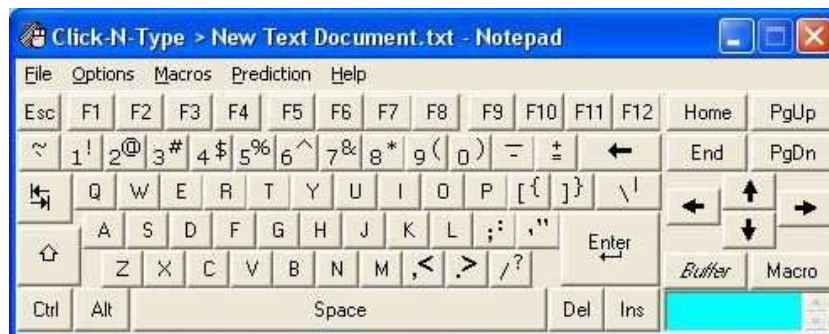 Click-N-Type > New Text Document.txt - Notepad
File Options Macros Prediction Help
Esc F1 F2 F3 F4 F5 F6 F7 F8 F9 F10 F11 F12 Home PgUp
~ 1! 2@ 3# 4$ 5% 6^ 7& 8* 9( 0) - ± ← End PgDn
Q W E R T Y U I O P [{ ]} \| ← ↑ →
A S D F G H J K L ;: '" Enter ↓
Z X C V B N M ,< .> /? Buffer Macro
Ctrl Alt Space Del Ins